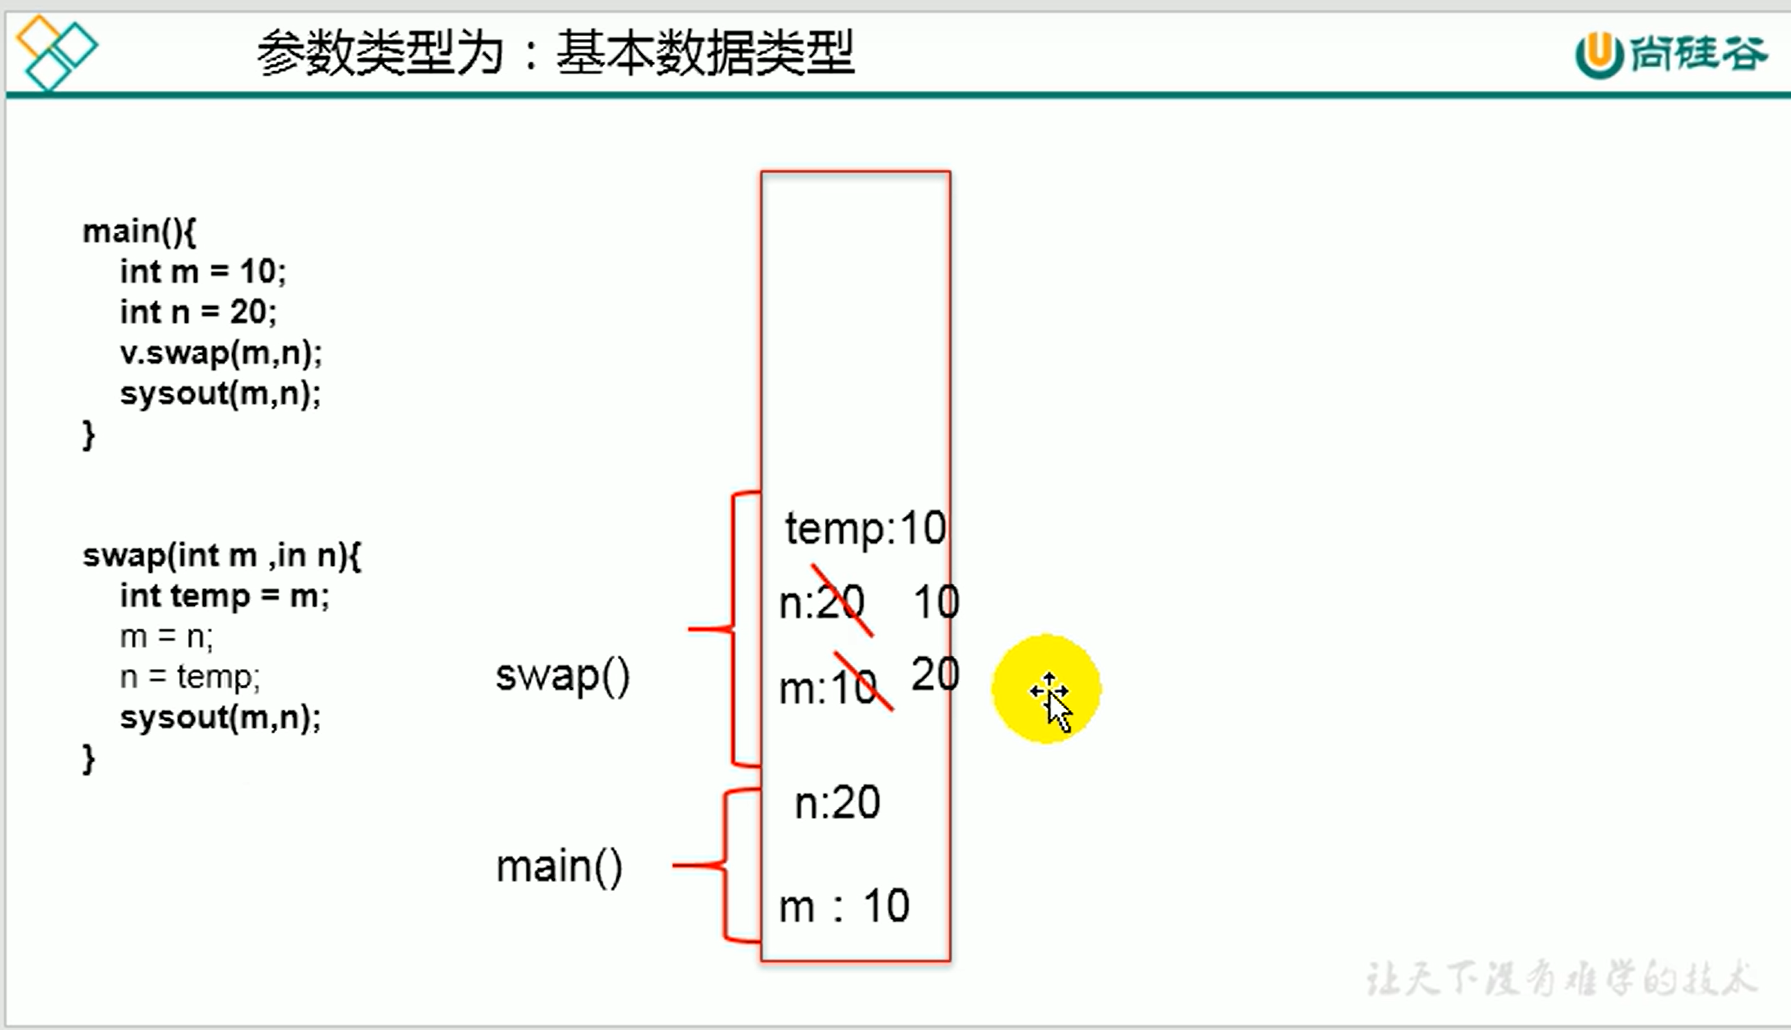 参数类型为：基本数据类型
尚硅谷
main(){
int m = 10;
int n = 20;
v.swap(m,n);
sysout(m,n);
}
swap(int m ,in n){
int temp = m;
m = n;
n = temp;
sysout(m,n);
}
swap()
main()
temp:10
n:20 10
m:10 20
n:20
m：10
让天下没有难学的技术